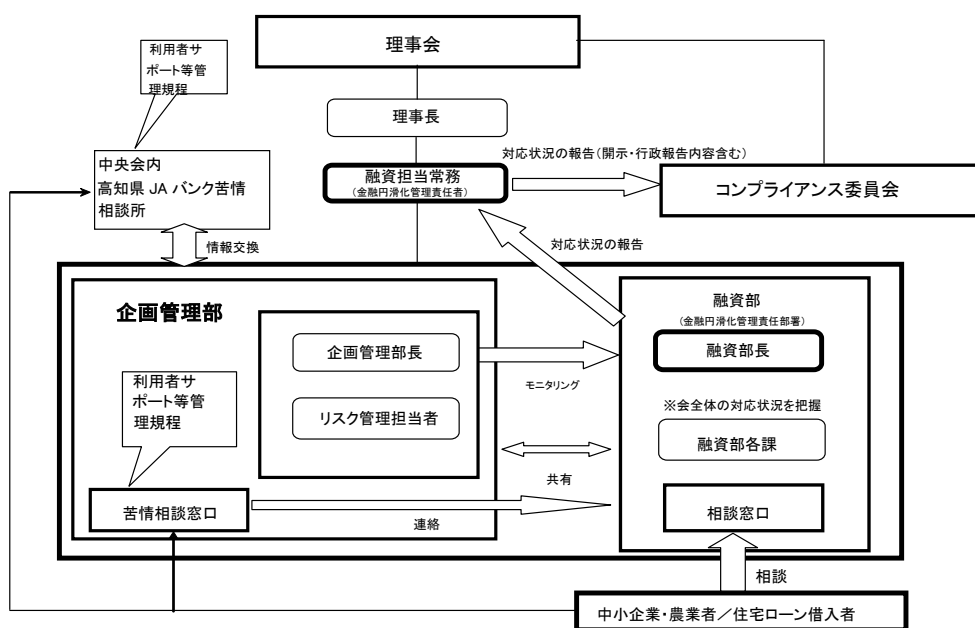 理事会
利用者サ
ポート等管
理規程
理事長
対応状況の報告(開示・行政報告内容含む)
中央会内
高知県 JA バンク苦情
相談所
融資担当常務
(金融円滑化管理責任者)
コンプライアンス委員会
情報交換
対応状況の報告
企画管理部
融資部
(金融円滑化管理責任部署)
企画管理部長
融資部長
モニタリング
利用者サ
ポート等管
理規程
リスク管理担当者
※会全体の対応状況を把握
融資部各課
共有
苦情相談窓口
相談窓口
連絡
相談
中小企業・農業者/住宅ローン借入者